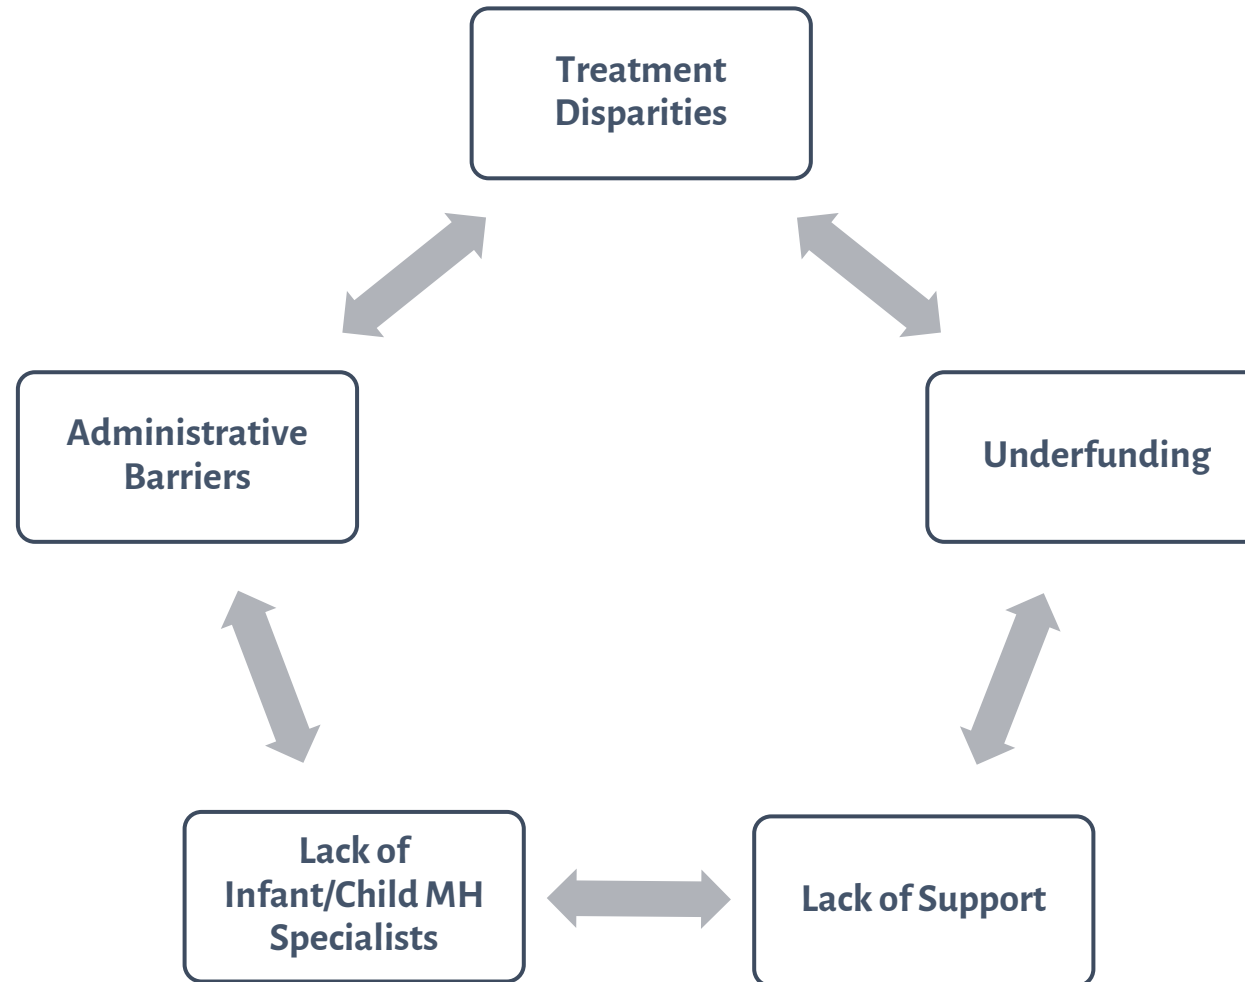 Treatment
Disparities
Administrative
Barriers
Underfunding
Lack of
Infant/Child MH
Specialists
Lack of Support